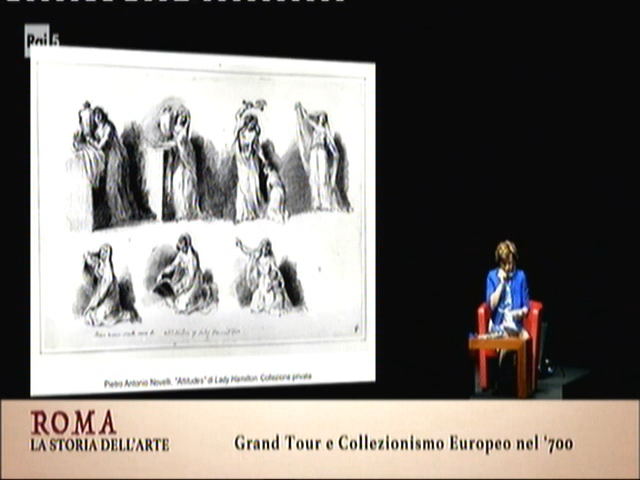 Rai 5
Pietro Antonio Novelli, "Attitudes" di Lady Hamilton. Collezione privata
ROMA
LA STORIA DELL'ARTE
Grand Tour e Collezionismo Europeo nel '700